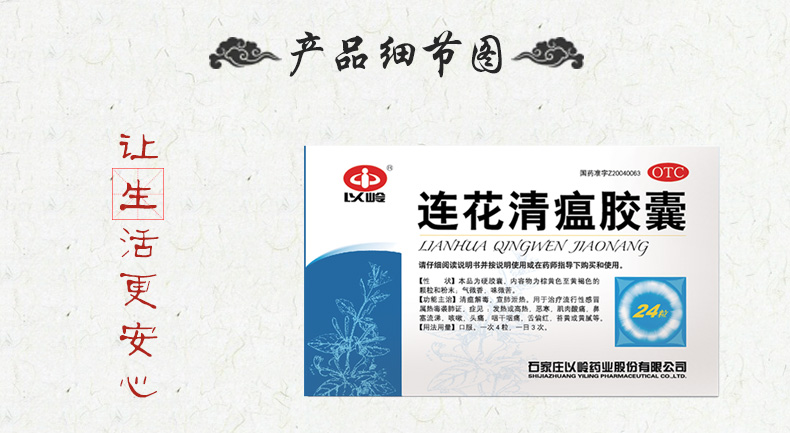 产品细节图
让生活更安心
以岭
®
国药准字Z20040063
OTC
连花清瘟胶囊
LIANHUA QINGWEN JIAONANG
请仔细阅读说明书并按说明使用或在药师指导下购买和使用。
【性　状】本品为硬胶囊，内容物为棕黄色至黄褐色的
颗粒和粉末；气微香，味微苦。
【功能主治】清瘟解毒，宣肺泄热。用于治疗流行性感冒
属热毒袭肺证，症见：发热或高热，恶寒，肌肉酸痛，鼻
塞流涕，咳嗽，头痛，咽干咽痛，舌偏红，苔黄或黄腻等。
【用法用量】口服。一次4粒，一日3次。
24粒
石家庄以岭药业股份有限公司
SHIJIAZHUANG YILING PHARMACEUTICAL CO.,LTD.